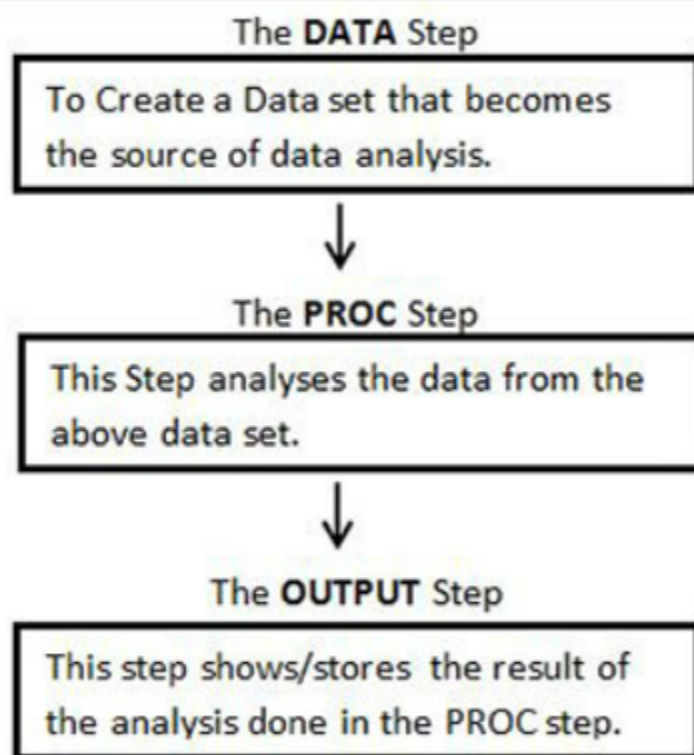 The DATA Step
To Create a Data set that becomes
the source of data analysis.
The PROC Step
This Step analyses the data from the
above data set.
The OUTPUT Step
This step shows/stores the result of
the analysis done in the PROC step.